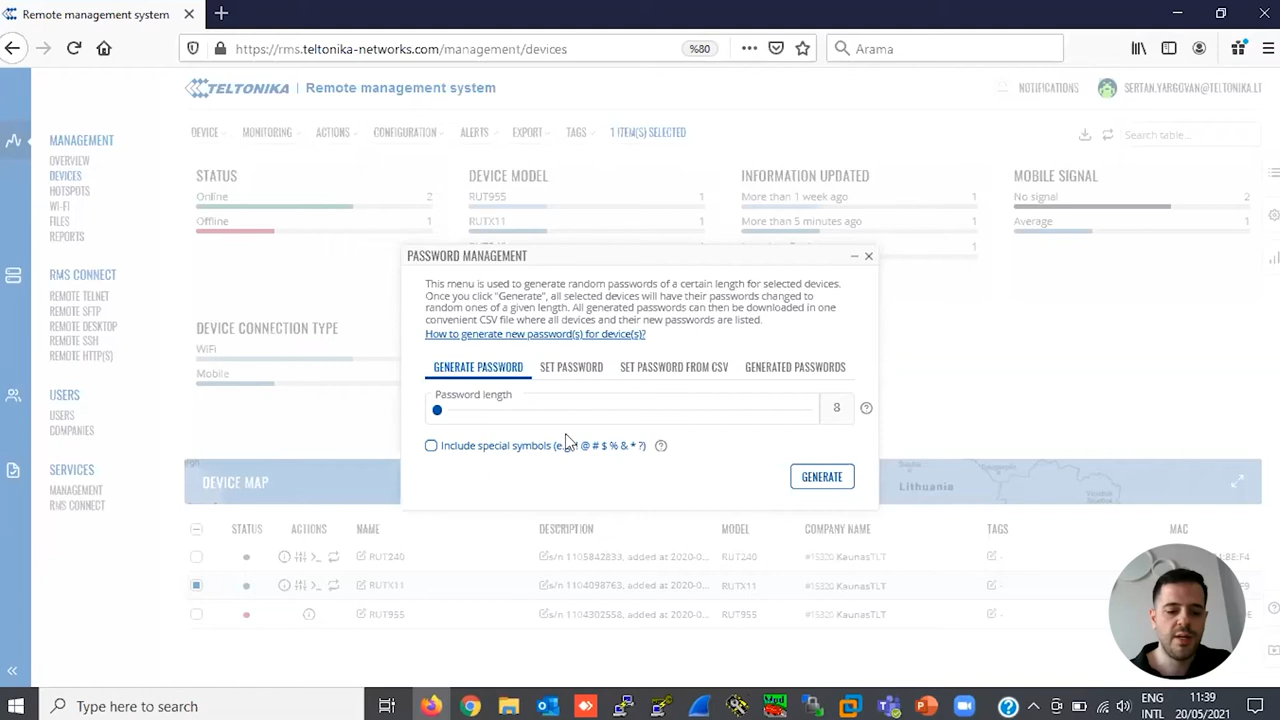 Remote management system
https://rms.teltonika-networks.com/management/devices
%80
Arama
TELTONIKA | Remote management system
NOTIFICATIONS
SERTAN.YARGOVAN@TELTONIKA.LT
DEVICE
MONITORING
ACTIONS
CONFIGURATION
ALERTS
EXPORT
TAGS
1 ITEM(S) SELECTED
Search table...
MANAGEMENT
OVERVIEW
DEVICES
HOTSPOTS
WI-FI
FILES
REPORTS
RMS CONNECT
REMOTE TELNET
REMOTE SFTP
REMOTE DESKTOP
REMOTE SSH
REMOTE HTTP(S)
USERS
USERS
COMPANIES
SERVICES
MANAGEMENT
RMS CONNECT
STATUS
Online 2
Offline 1
DEVICE MODEL
RUT955 1
RUTX11 1
INFORMATION UPDATED
More than 1 week ago 1
More than 5 minutes ago 1
1
MOBILE SIGNAL
No signal 2
Average 1
DEVICE CONNECTION TYPE
WiFi
Mobile
PASSWORD MANAGEMENT
This menu is used to generate random passwords of a certain length for selected devices.
Once you click "Generate", all selected devices will have their passwords changed to
random ones of a given length. All generated passwords can then be downloaded in one
convenient CSV file where all devices and their new passwords are listed.
How to generate new password(s) for device(s)?
GENERATE PASSWORD
SET PASSWORD
SET PASSWORD FROM CSV
GENERATED PASSWORDS
Password length
8
Include special symbols (e. @ # $ % & * ?)
GENERATE
DEVICE MAP
Lithuania
STATUS ACTIONS NAME DESCRIPTION MODEL COMPANY NAME TAGS MAC
RUT240 s/n 1105842833, added at 2020-0... RUT240 #15320 KaunasTLT -
RUTX11 s/n 1104098763, added at 2020-0... RUTX11 #15320 KaunasTLT -
RUT955 s/n 1104302558, added at 2020-0... RUT955 #15320 KaunasTLT -
Type here to search
ENG
INTL
11:39
20/05/2021